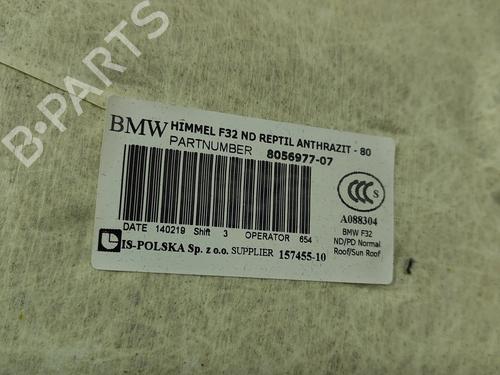 B-PARTS
BMW HIMMEL F32 ND REPTIL ANTHRAZIT - 80
PARTNUMBER 8056977-07
DATE 140219 Shift 3 OPERATOR 654
IS-POLSKA Sp. z o.o. SUPPLIER 157455-10
CCC S
A088304
BMW F32
ND/PD Normal
Roof/Sun Roof